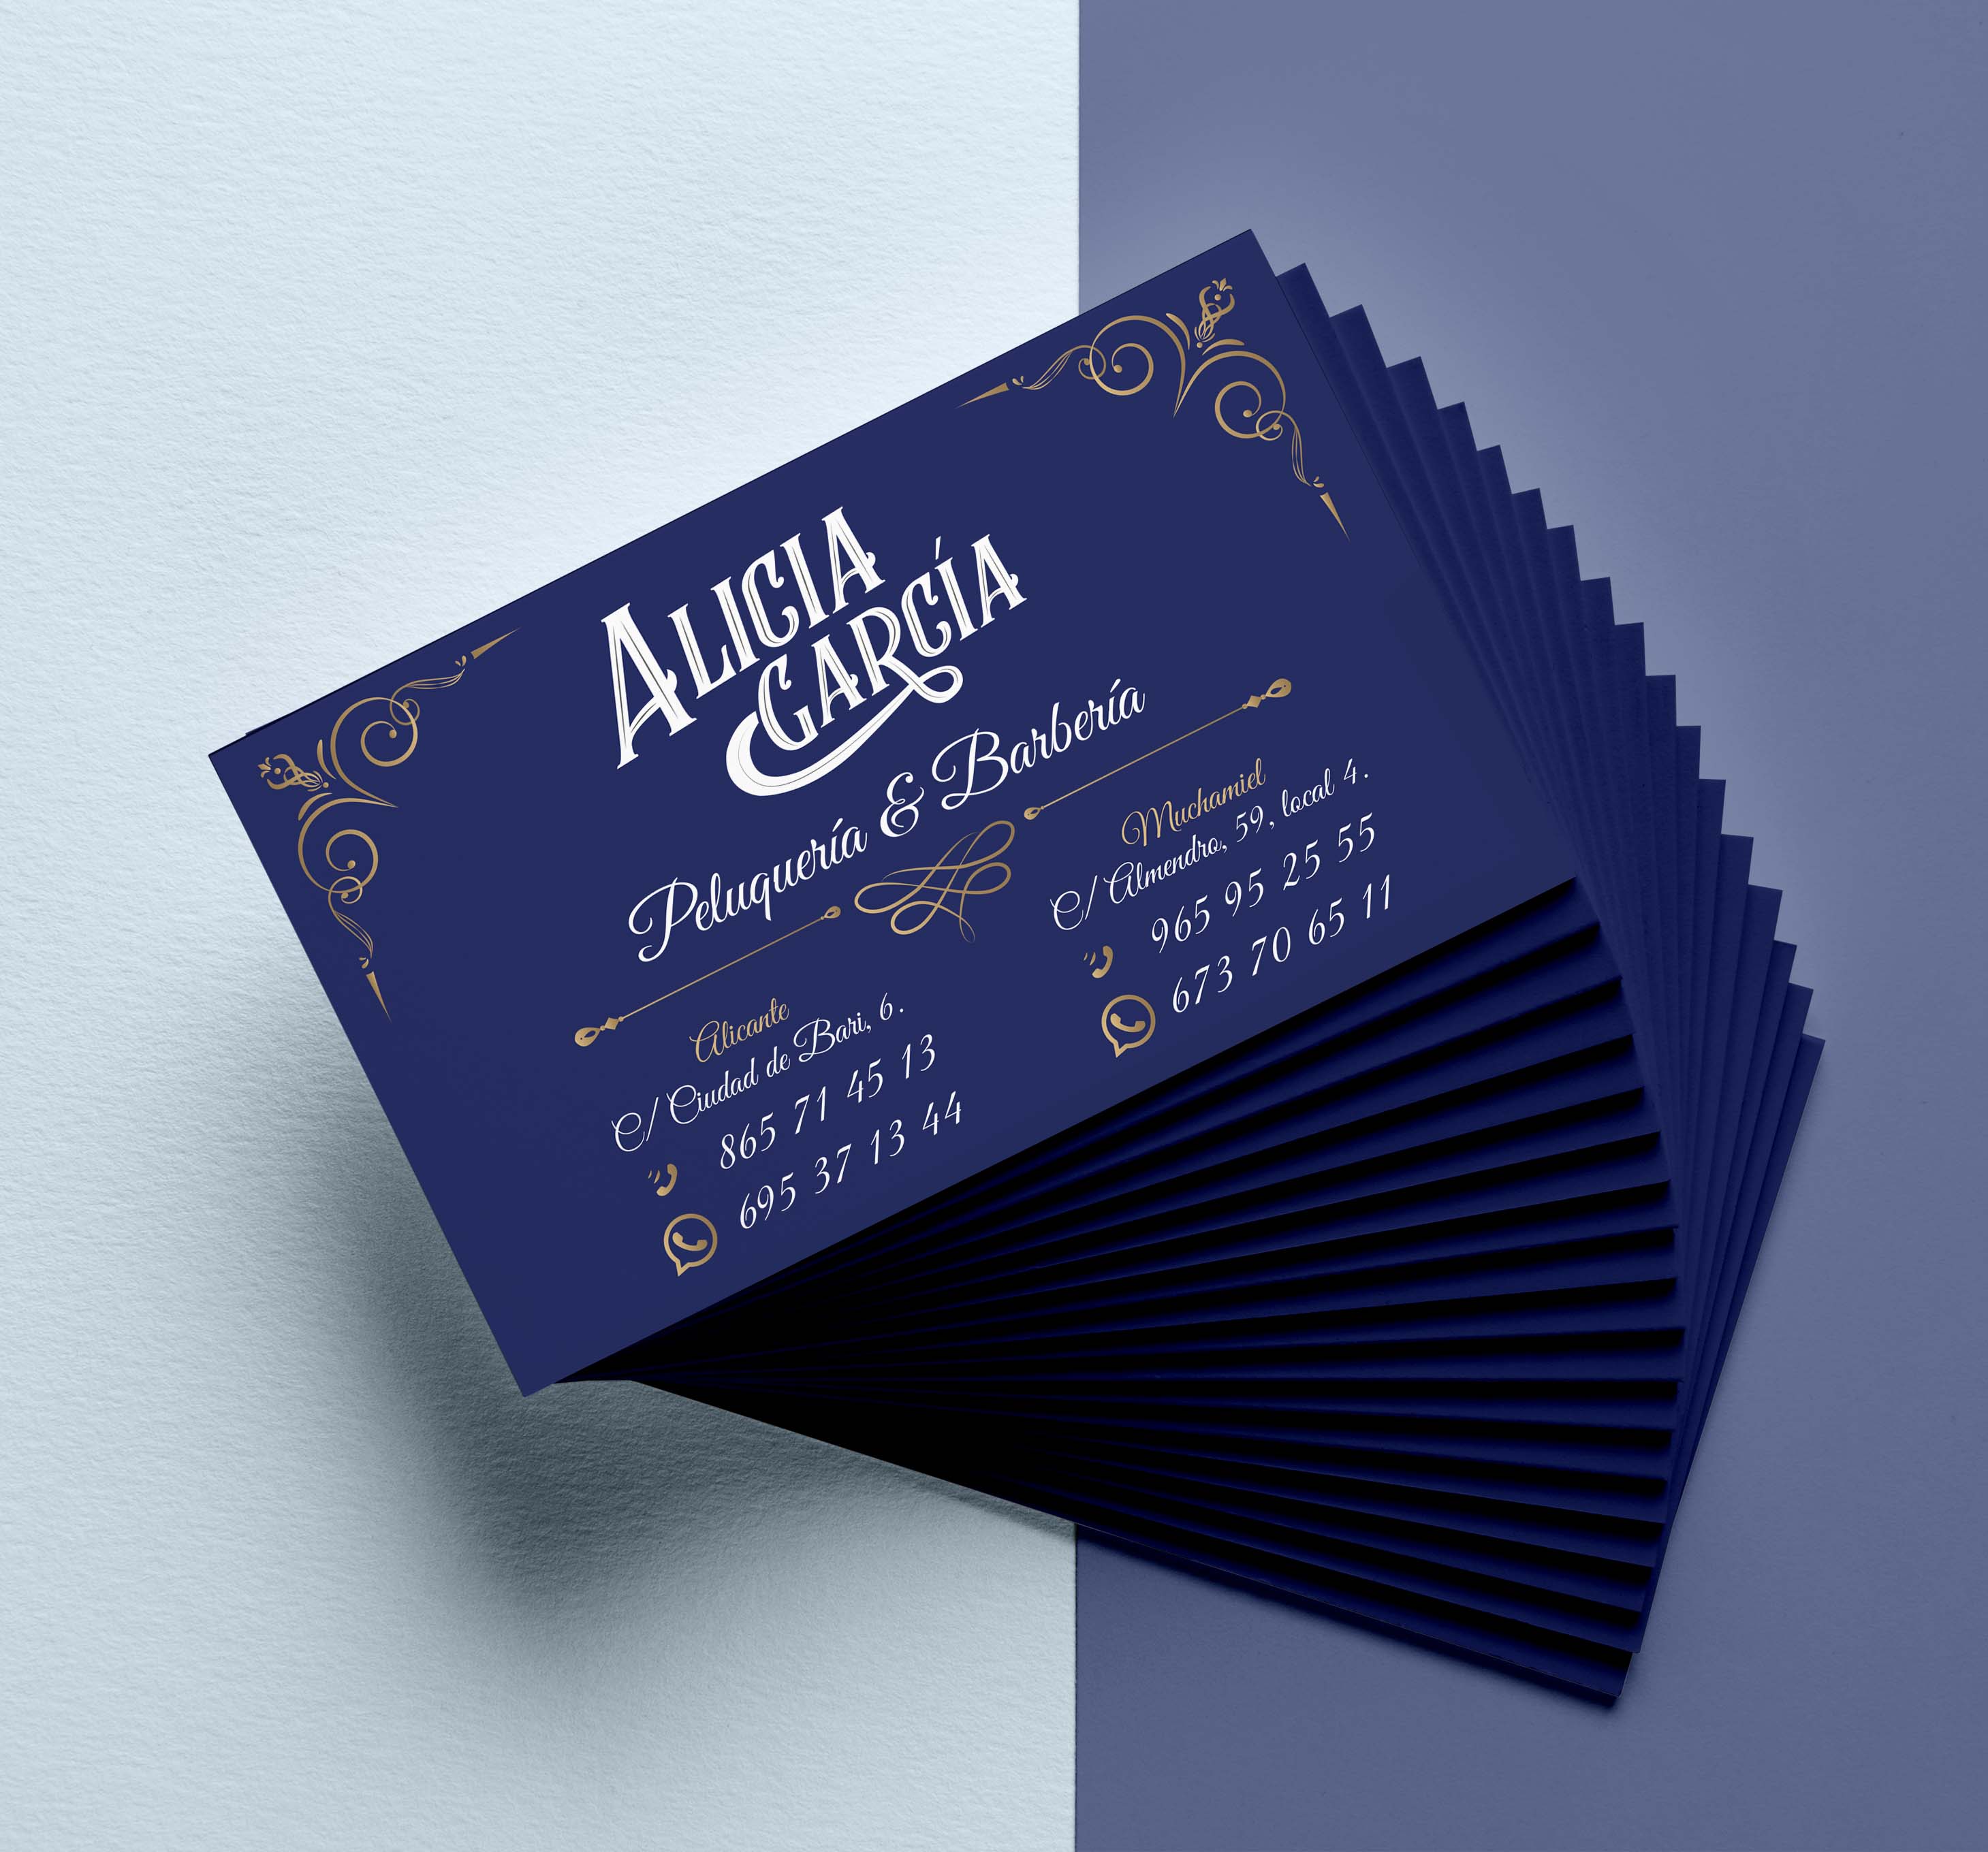 ALICIA
GARCÍA
Peluquería & Barbería
Alicante
C/ Ciudad de Bari, 6.
865 71 45 13
695 37 13 44
Muchamiel
C/ Almendro, 59, local 4.
965 95 25 55
673 70 65 11